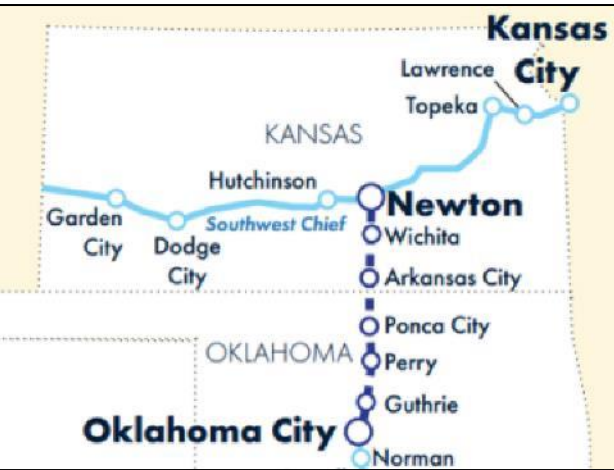 Kansas
City
Lawrence
Topeka
KANSAS
Hutchinson
Newton
Garden
City
Dodge
City
Southwest Chief
Wichita
Arkansas City
Ponca City
OKLAHOMA
Perry
Guthrie
Oklahoma City
Norman